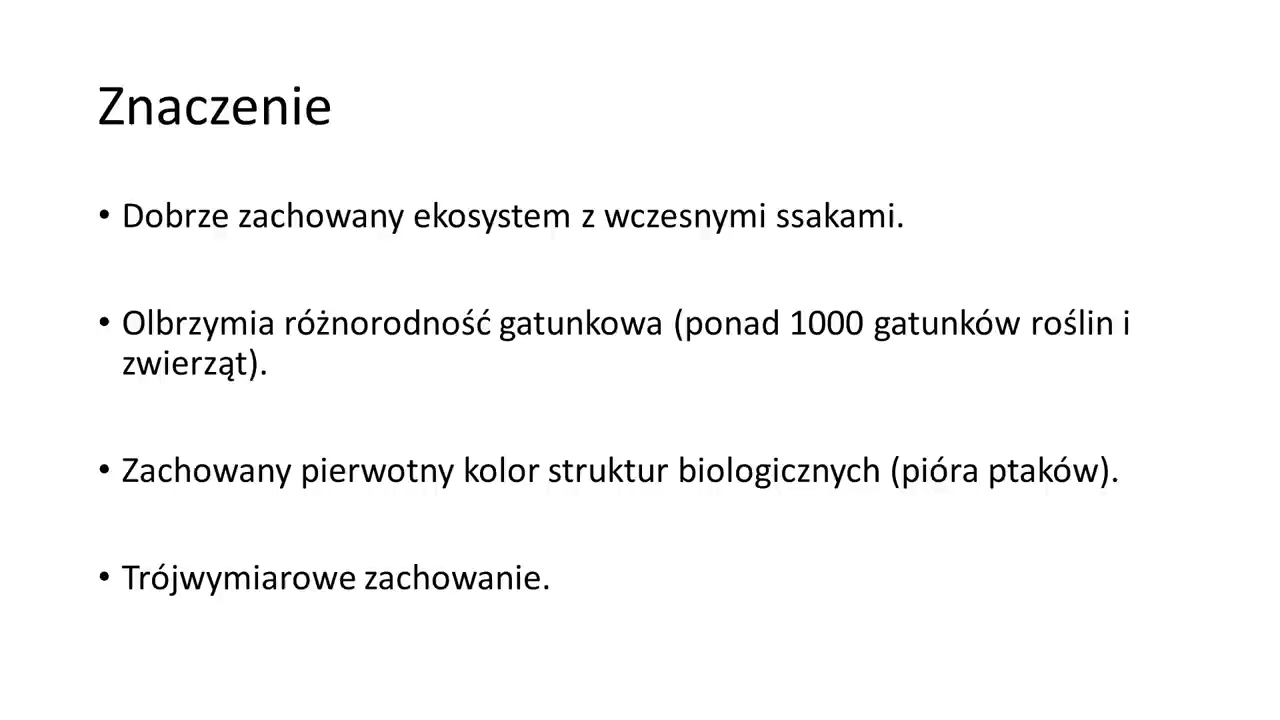 Znaczenie
• Dobrze zachowany ekosystem z wczesnymi ssakami.
• Olbrzymia różnorodność gatunkowa (ponad 1000 gatunków roślin i
zwierząt).
• Zachowany pierwotny kolor struktur biologicznych (pióra ptaków).
• Trójwymiarowe zachowanie.